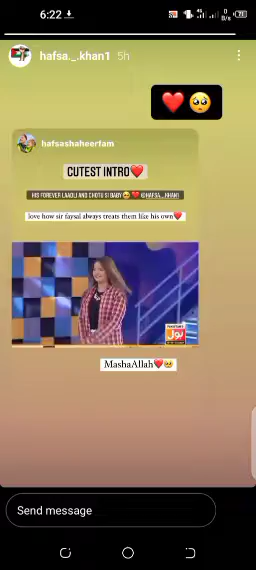 6:22
hafsa._.khan1 5h
❤️🥺
hafsashaheerfam
CUTEST INTRO❤️
HIS FOREVER LAADLI AND CHOTU SI BABY🥺❤️@HAFSA._.KHAN1
love how sir faysal always treats them like his own❤️
بول
MashaAllah❤️🥺
Send message